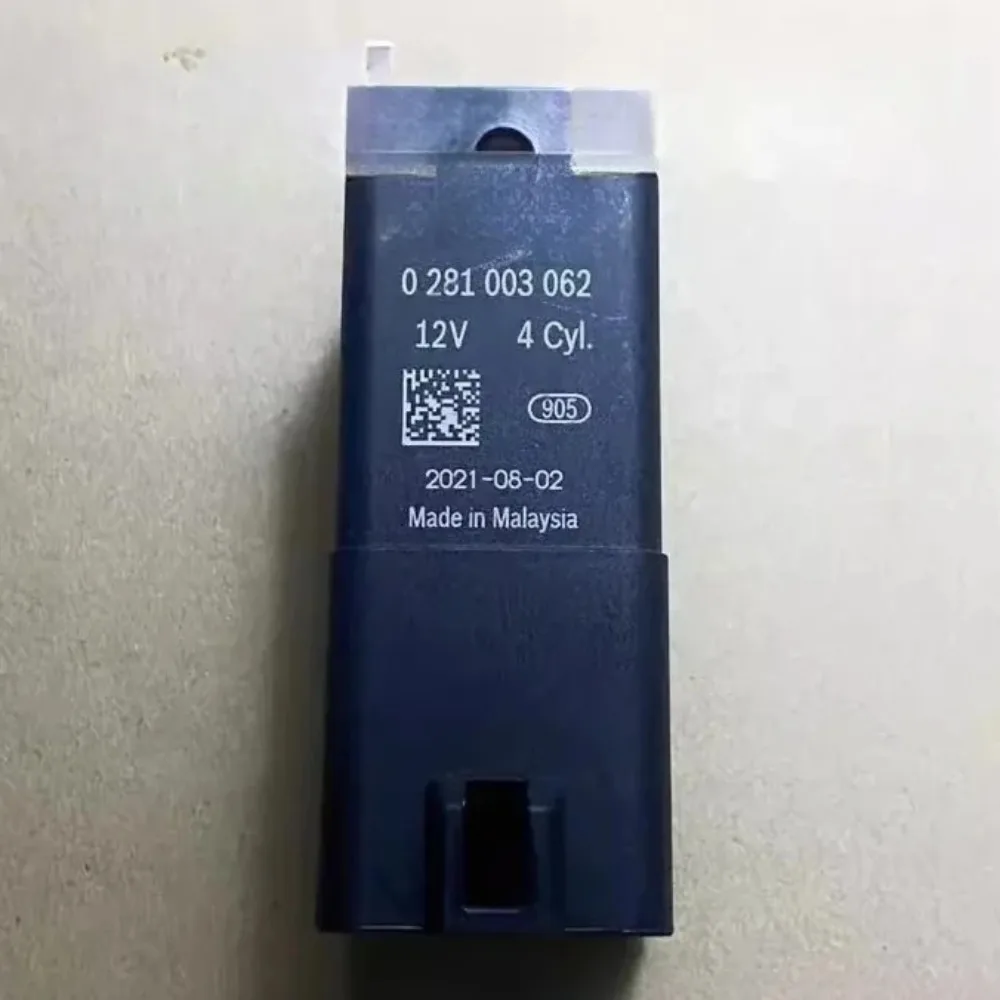 0 281 003 062
12V 4 Cyl.
905
2021-08-02
Made in Malaysia